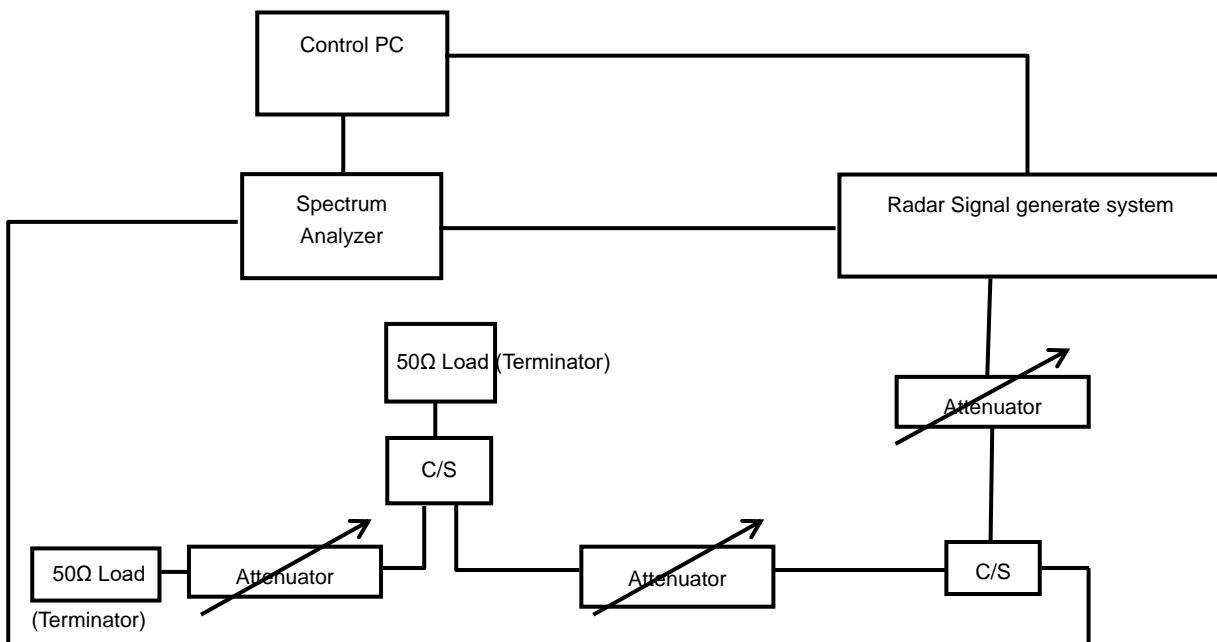 Control PC
Spectrum
Analyzer
Radar Signal generate system
50Ω Load (Terminator)
Attenuator
C/S
50Ω Load
(Terminator)
Attenuator
Attenuator
C/S